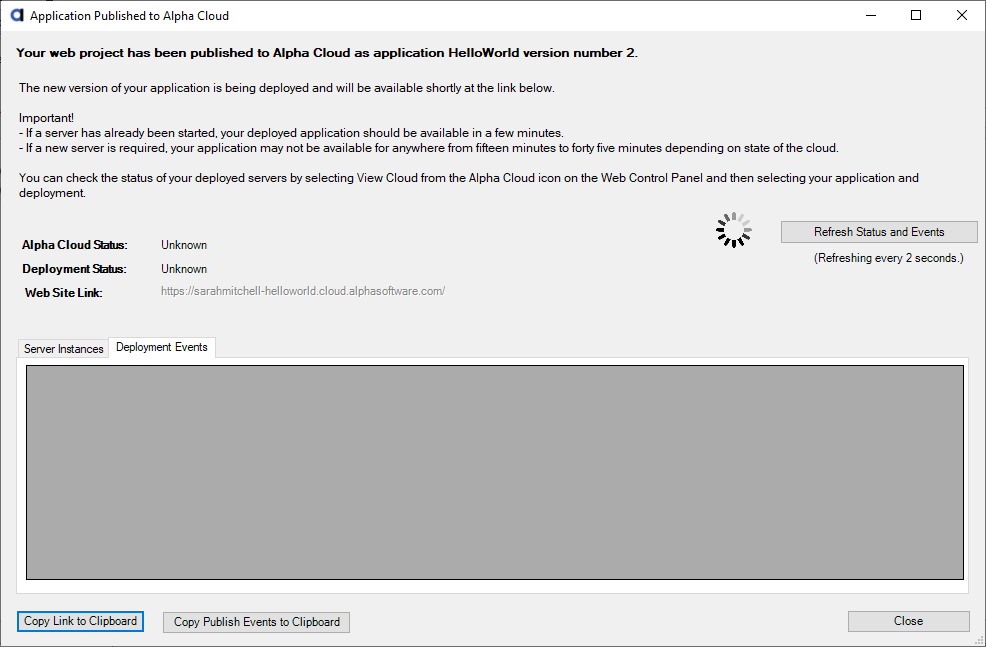 Application Published to Alpha Cloud
Your web project has been published to Alpha Cloud as application HelloWorld version number 2.
The new version of your application is being deployed and will be available shortly at the link below.
Important!
- If a server has already been started, your deployed application should be available in a few minutes.
- If a new server is required, your application may not be available for anywhere from fifteen minutes to forty five minutes depending on state of the cloud.
You can check the status of your deployed servers by selecting View Cloud from the Alpha Cloud icon on the Web Control Panel and then selecting your application and
deployment.
Refresh Status and Events
Alpha Cloud Status: Unknown
(Refreshing every 2 seconds.)
Deployment Status: Unknown
Web Site Link: https://sarahmitchell-helloworld.cloud.alphasoftware.com/
Server Instances Deployment Events
Copy Link to Clipboard Copy Publish Events to Clipboard Close